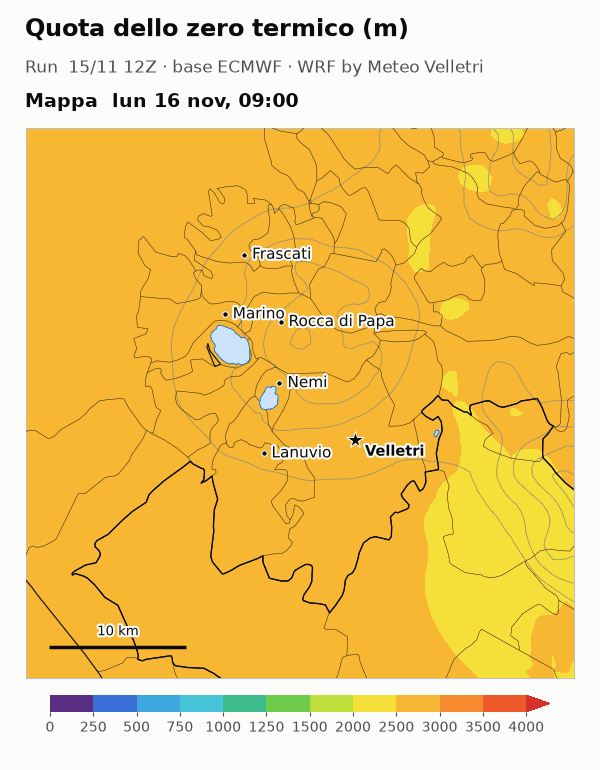 Quota dello zero termico (m)
Run  15/11 12Z · base ECMWF · WRF by Meteo Velletri
Mappa  lun 16 nov, 09:00
Frascati
Marino
Rocca di Papa
Nemi
Velletri
Lanuvio
10 km
0 250 500 750 1000 1250 1500 2000 2500 3000 3500 4000